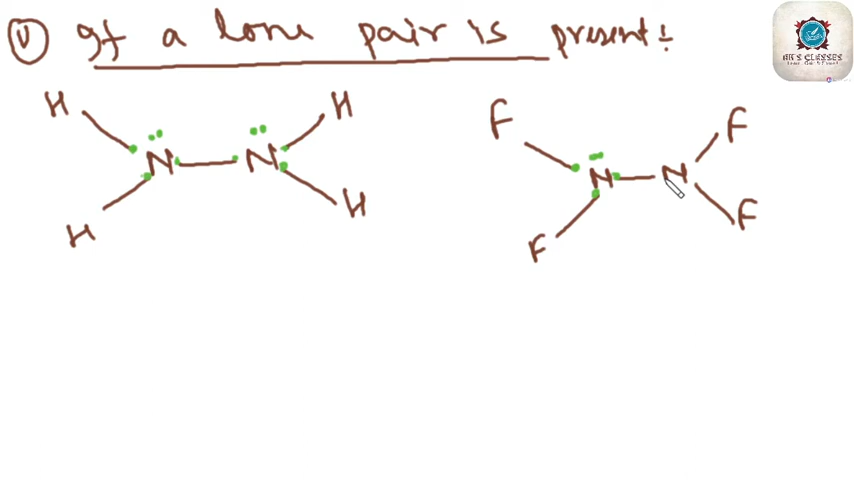 (v) If a lone pair is present :
H H F F
N N N N
H H F F